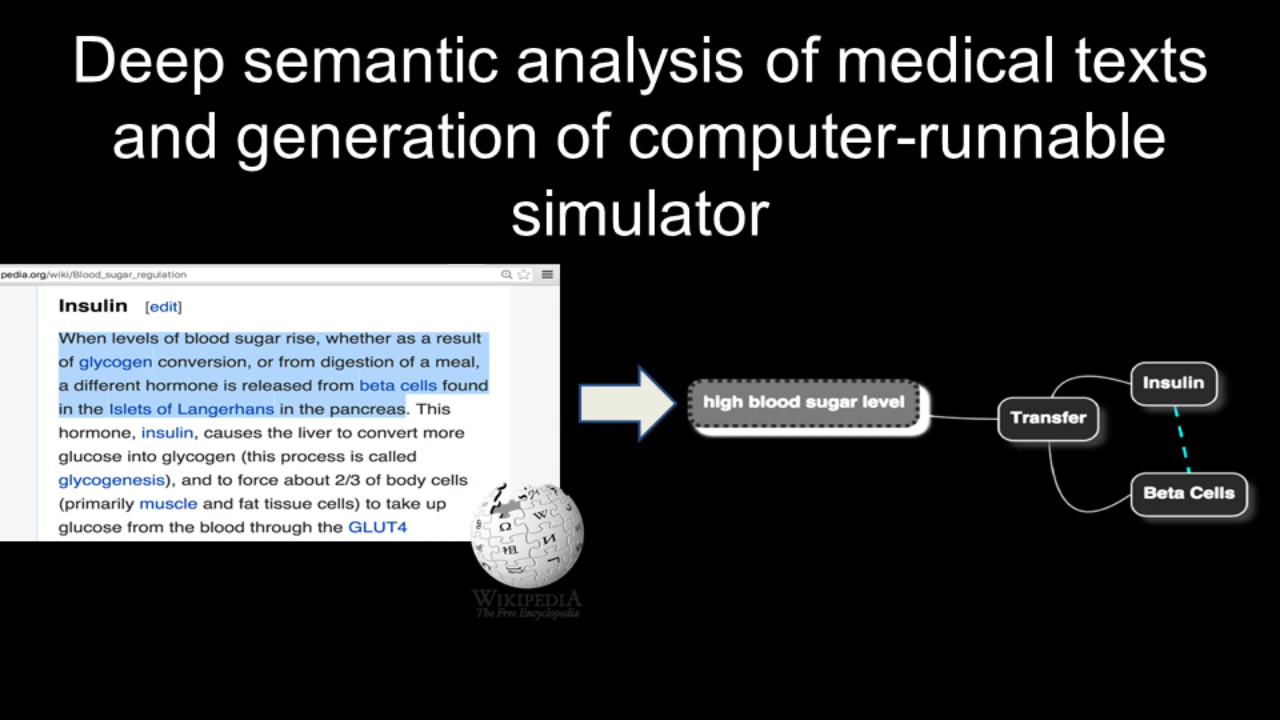 Deep semantic analysis of medical texts
and generation of computer-runnable
simulator
pedia.org/wiki/Blood_sugar_regulation
Insulin [edit]
When levels of blood sugar rise, whether as a result
of glycogen conversion, or from digestion of a meal,
a different hormone is released from beta cells found
in the Islets of Langerhans in the pancreas. This
hormone, insulin, causes the liver to convert more
glucose into glycogen (this process is called
glycogenesis), and to force about 2/3 of body cells
(primarily muscle and fat tissue cells) to take up
glucose from the blood through the GLUT4
WIKIPEDIA
The Free Encyclopedia
high blood sugar level
Transfer
Insulin
Beta Cells